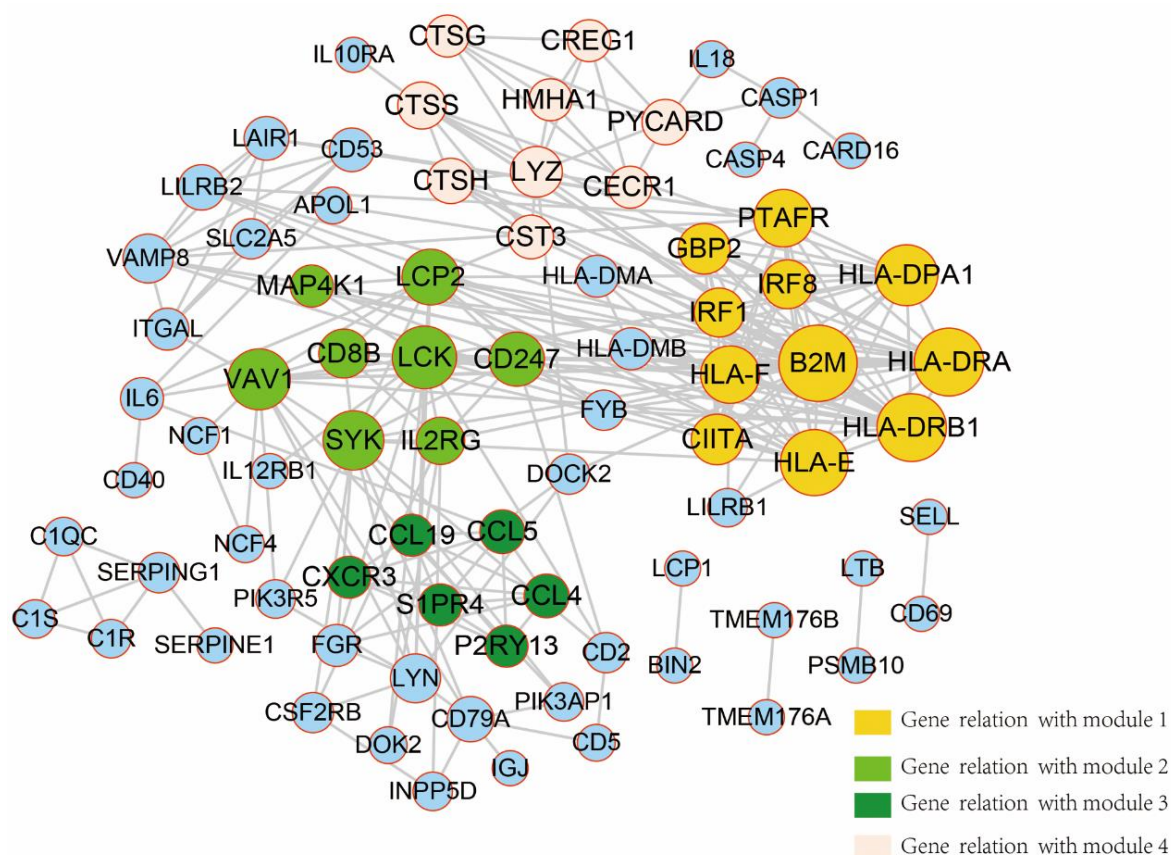 CTSG
CREG1
IL10RA
IL18
CTSS
HMHA1
CASP1
PYCARD
LAIR1
CD53
CASP4
CARD16
LILRB2
CTSH
LYZ
CECR1
APOL1
PTAFR
SLC2A5
CST3
GBP2
VAMP8
HLA-DMA
IRF8
HLA-DPA1
MAP4K1
LCP2
IRF1
ITGAL
HLA-DMB
CD8B
LCK
CD247
HLA-F
B2M
HLA-DRA
VAV1
IL6
FYB
NCF1
SYK
IL2RG
CIITA
HLA-DRB1
HLA-E
CD40
IL12RB1
DOCK2
LILRB1
SELL
C1QC
NCF4
CCL19
CCL5
SERPING1
CXCR3
LCP1
LTB
PIK3R5
S1PR4
CCL4
C1S
C1R
SERPINE1
FGR
P2RY13
CD2
TMEM176B
CD69
BIN2
PSMB10
LYN
PIK3AP1
CSF2RB
CD79A
TMEM176A
DOK2
CD5
IGJ
INPP5D
Gene relation with module 1
Gene relation with module 2
Gene relation with module 3
Gene relation with module 4